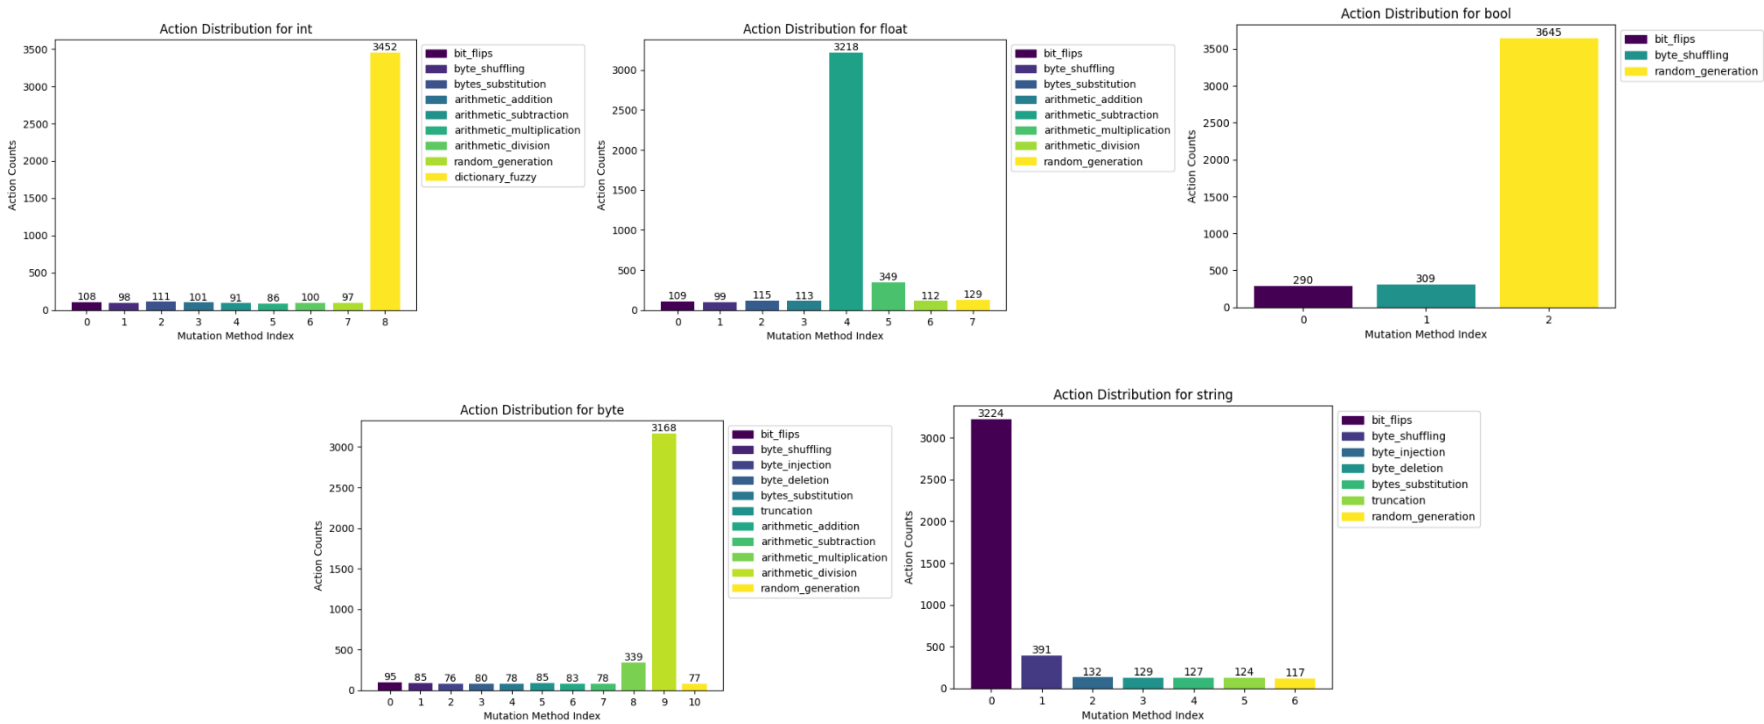 Action Distribution for int
3500
3000
2500
2000
1500
1000
500
0
Action Counts
108
98
111
101
91
86
100
97
3452
0 1 2 3 4 5 6 7 8
Mutation Method Index
bit_flips
byte_shuffling
bytes_substitution
arithmetic_addition
arithmetic_subtraction
arithmetic_multiplication
arithmetic_division
random_generation
dictionary_fuzzy
Action Distribution for float
3000
2500
2000
1500
1000
500
0
Action Counts
109
99
115
113
3218
349
112
129
0 1 2 3 4 5 6 7
Mutation Method Index
bit_flips
byte_shuffling
bytes_substitution
arithmetic_addition
arithmetic_subtraction
arithmetic_multiplication
arithmetic_division
random_generation
Action Distribution for bool
3500
3000
2500
2000
1500
1000
500
0
Action Counts
290
309
3645
0 1 2
Mutation Method Index
bit_flips
byte_shuffling
random_generation
Action Distribution for byte
3000
2500
2000
1500
1000
500
0
Action Counts
95
85
76
80
78
85
83
78
339
3168
77
0 1 2 3 4 5 6 7 8 9 10
Mutation Method Index
bit_flips
byte_shuffling
byte_injection
byte_deletion
bytes_substitution
truncation
arithmetic_addition
arithmetic_subtraction
arithmetic_multiplication
arithmetic_division
random_generation
Action Distribution for string
3000
2500
2000
1500
1000
500
0
Action Counts
3224
391
132
129
127
124
117
0 1 2 3 4 5 6
Mutation Method Index
bit_flips
byte_shuffling
byte_injection
byte_deletion
bytes_substitution
truncation
random_generation